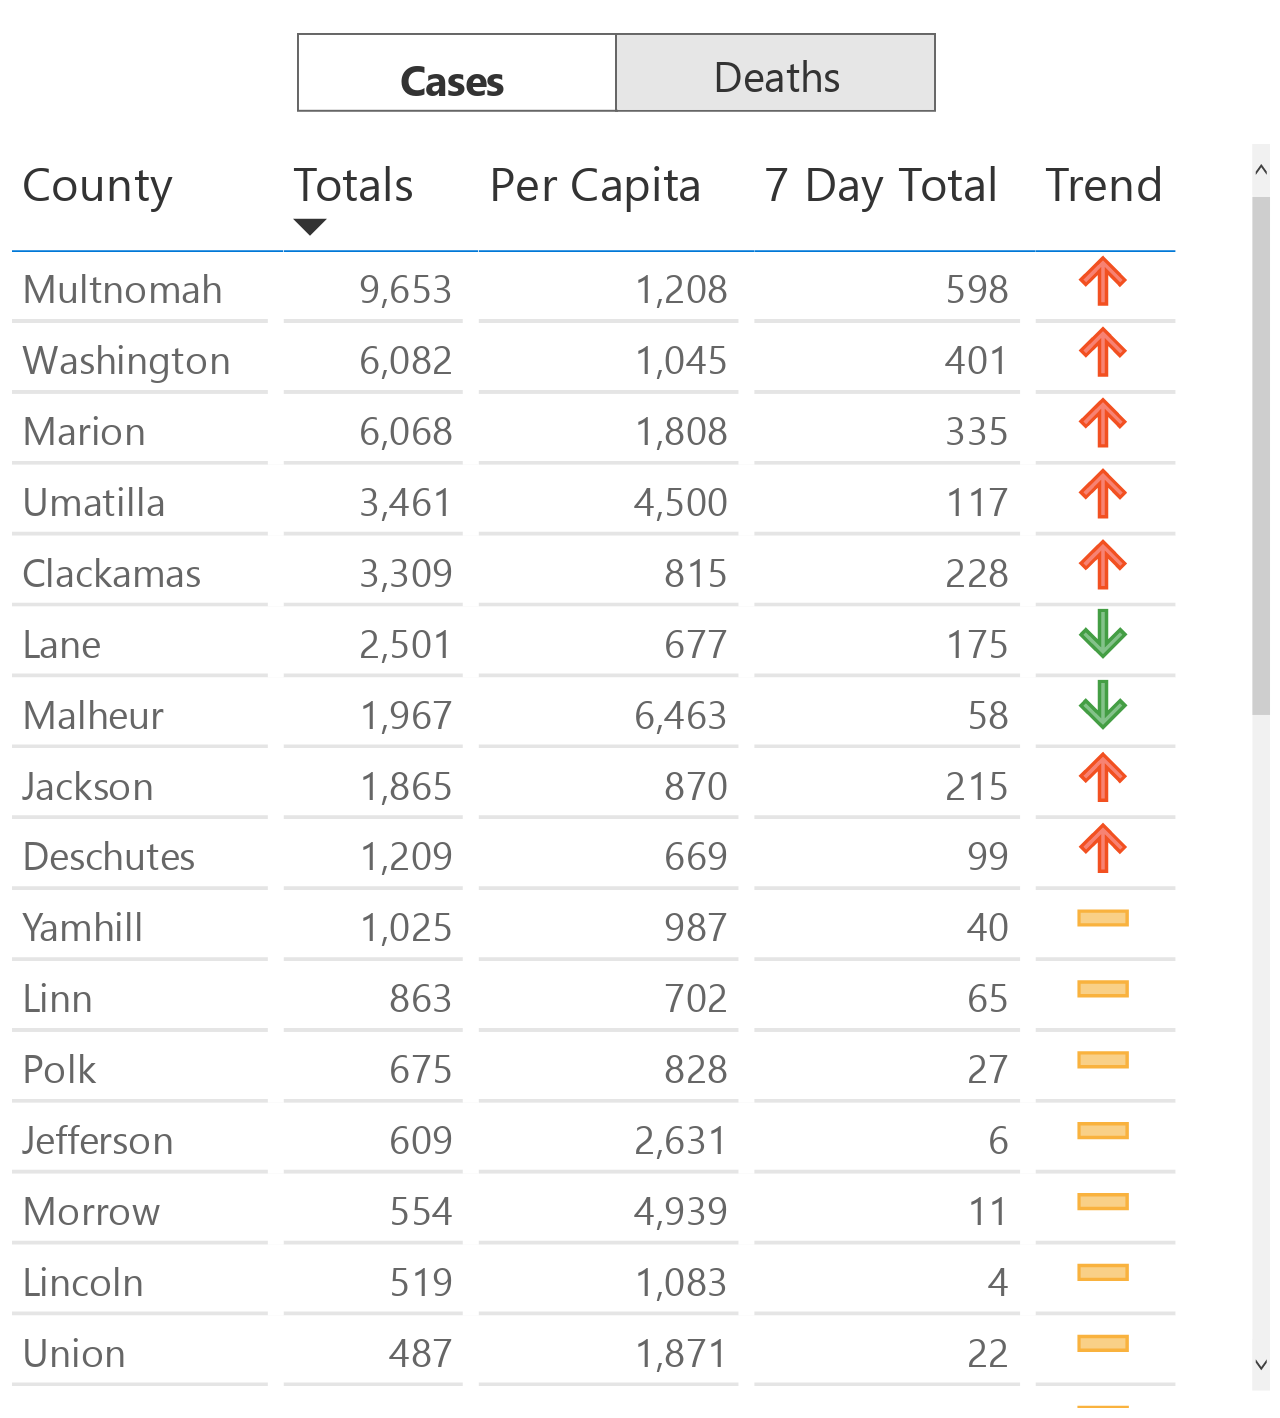 Cases Deaths
County Totals Per Capita 7 Day Total Trend
Multnomah 9,653 1,208 598
Washington 6,082 1,045 401
Marion 6,068 1,808 335
Umatilla 3,461 4,500 117
Clackamas 3,309 815 228
Lane 2,501 677 175
Malheur 1,967 6,463 58
Jackson 1,865 870 215
Deschutes 1,209 669 99
Yamhill 1,025 987 40
Linn 863 702 65
Polk 675 828 27
Jefferson 609 2,631 6
Morrow 554 4,939 11
Lincoln 519 1,083 4
Union 487 1,871 22